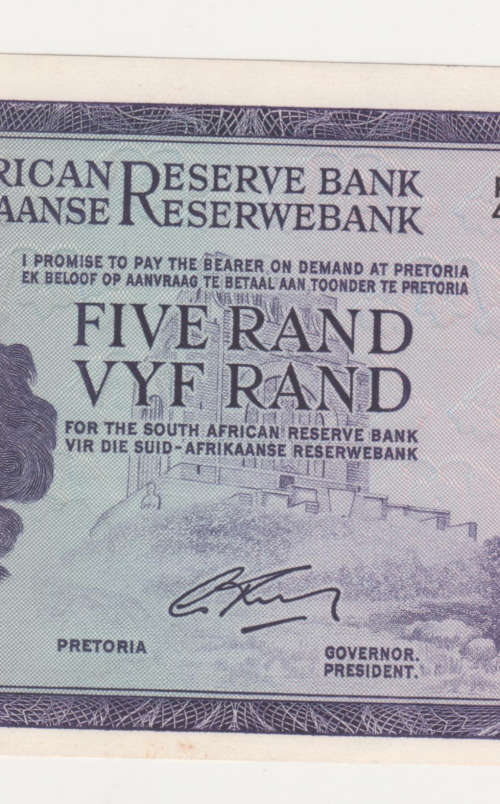 RICAN RESERVE BANK
AANSE RESERWEBANK
I PROMISE TO PAY THE BEARER ON DEMAND AT PRETORIA
EK BELOOF OP AANVRAAG TE BETAAL AAN TOONDER TE PRETORIA
FIVE RAND
VYF RAND
FOR THE SOUTH AFRICAN RESERVE BANK
VIR DIE SUID-AFRIKAANSE RESERWEBANK
PRETORIA
GOVERNOR.
PRESIDENT.